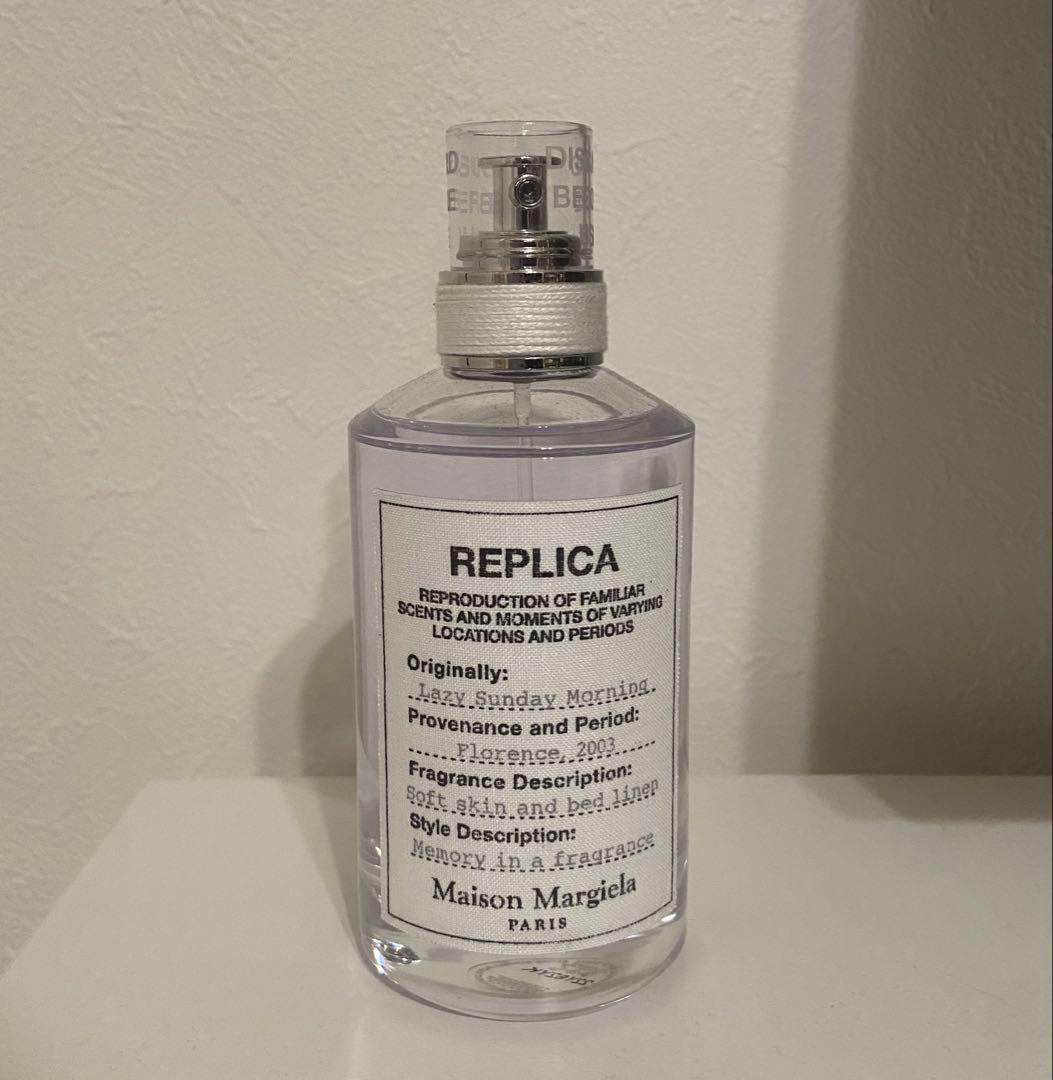 REPLICA
REPRODUCTION OF FAMILIAR
SCENTS AND MOMENTS OF VARYING
LOCATIONS AND PERIODS
Originally:
Lazy Sunday Morning
Provenance and Period:
Florence, 2003
Fragrance Description:
Soft skin and bed linen
Style Description:
Memory in a fragrance
Maison Margiela
PARIS